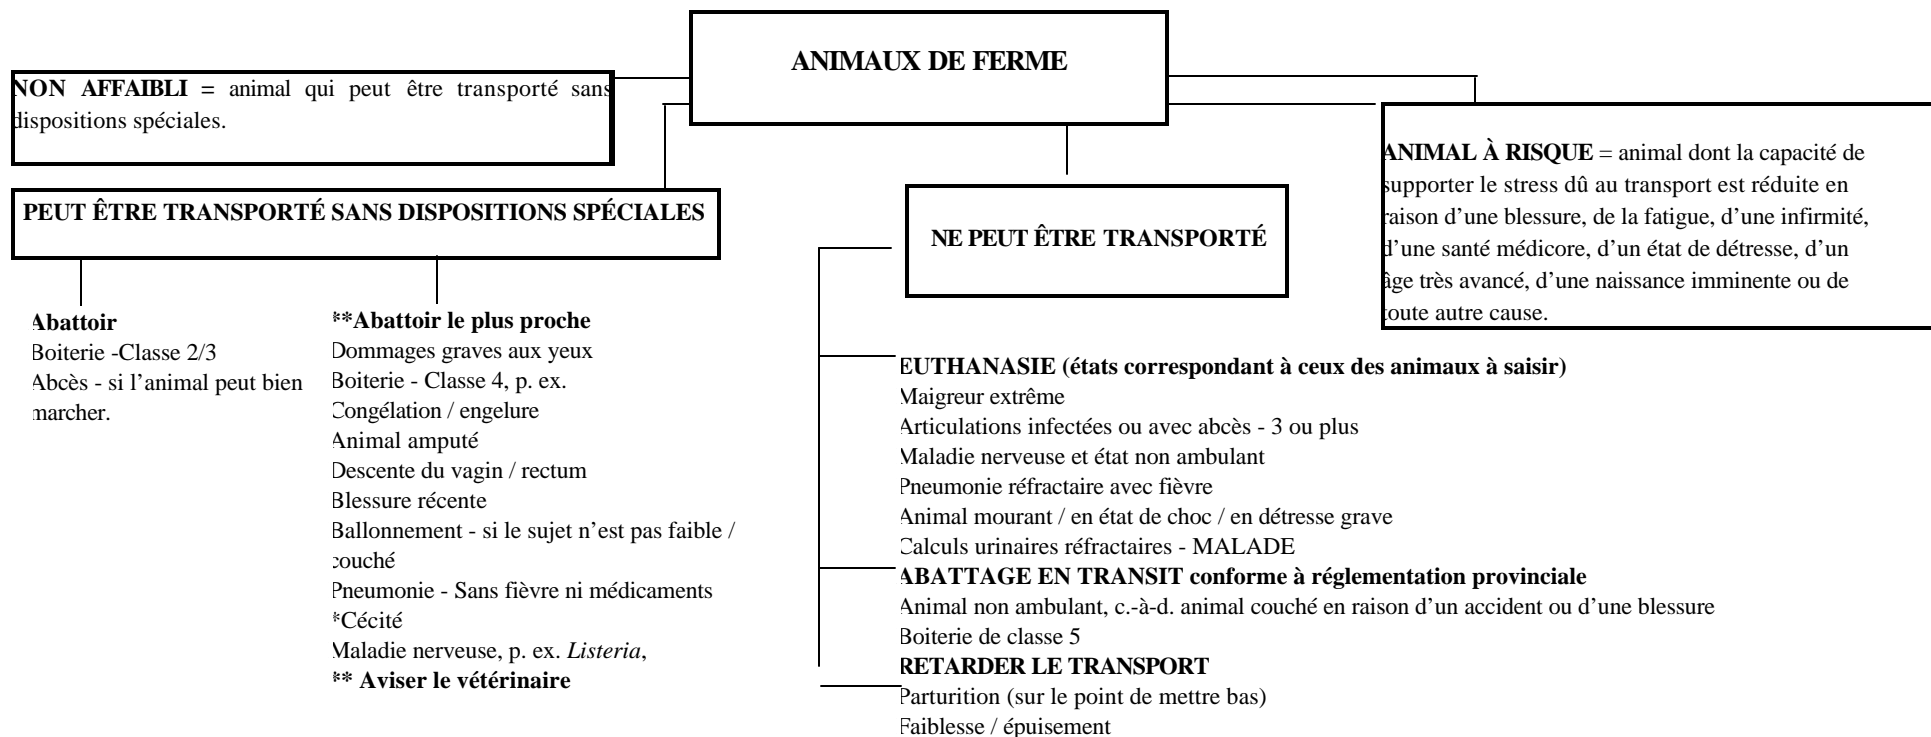 ANIMAUX DE FERME
NON AFFAIBLI = animal qui peut être transporté sans
dispositions spéciales.
ANIMAL À RISQUE = animal dont la capacité de
supporter le stress dû au transport est réduite en
raison d’une blessure, de la fatigue, d’une infirmité,
d’une santé médicore, d’un état de détresse, d’un
âge très avancé, d’une naissance imminente ou de
toute autre cause.
PEUT ÊTRE TRANSPORTÉ SANS DISPOSITIONS SPÉCIALES
NE PEUT ÊTRE TRANSPORTÉ
Abattoir
Boiterie -Classe 2/3
Abcès - si l’animal peut bien
marcher.
**Abattoir le plus proche
Dommages graves aux yeux
Boiterie - Classe 4, p. ex.
Congélation / engelure
Animal amputé
Descente du vagin / rectum
Blessure récente
Ballonnement - si le sujet n’est pas faible /
couché
Pneumonie - Sans fièvre ni médicaments
*Cécité
Maladie nerveuse, p. ex. Listeria,
** Aviser le vétérinaire
EUTHANASIE (états correspondant à ceux des animaux à saisir)
Maigreur extrême
Articulations infectées ou avec abcès - 3 ou plus
Maladie nerveuse et état non ambulant
Pneumonie réfractaire avec fièvre
Animal mourant / en état de choc / en détresse grave
Calculs urinaires réfractaires - MALADE
ABATTAGE EN TRANSIT conforme à réglementation provinciale
Animal non ambulant, c.-à-d. animal couché en raison d’un accident ou d’une blessure
Boiterie de classe 5
RETARDER LE TRANSPORT
Parturition (sur le point de mettre bas)
Faiblesse / épuisement